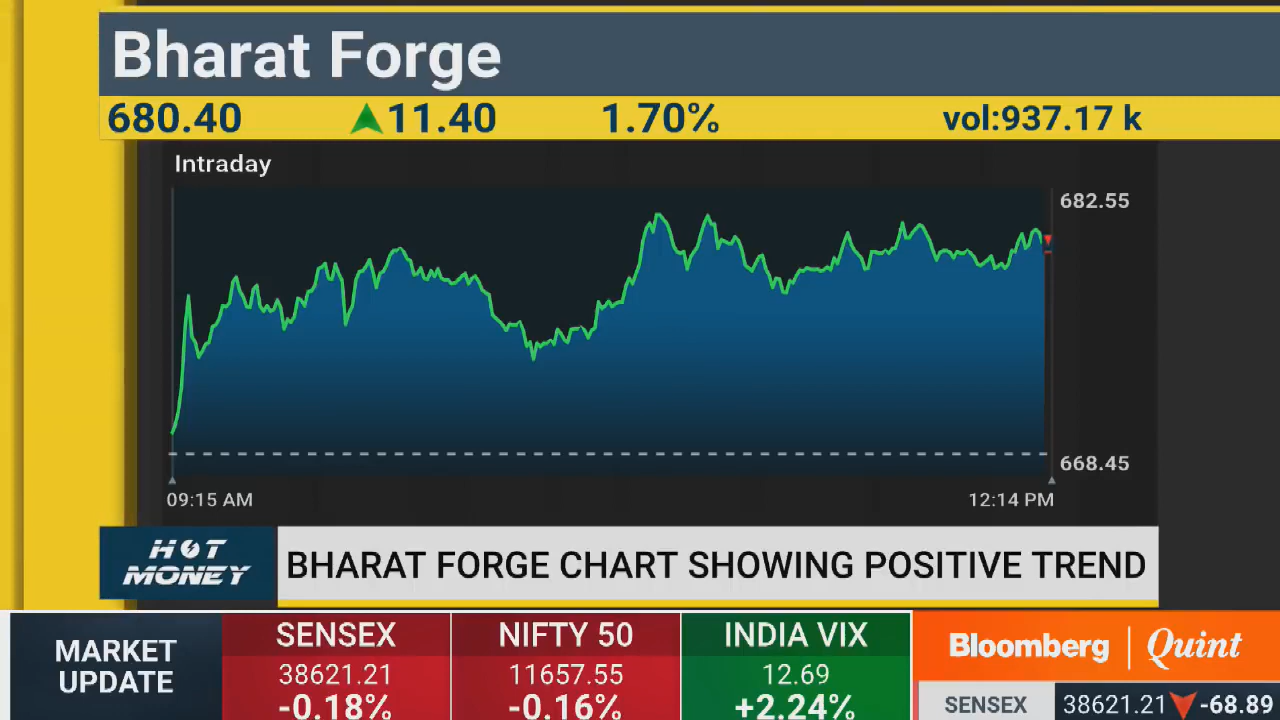 Bharat Forge
680.40 ▲ 11.40 1.70% vol:937.17 k
Intraday
682.55
668.45
09:15 AM 12:14 PM
HOT MONEY
BHARAT FORGE CHART SHOWING POSITIVE TREND
MARKET UPDATE
SENSEX
38621.21
-0.18%
NIFTY 50
11657.55
-0.16%
INDIA VIX
12.69
+2.24%
Bloomberg | Quint
SENSEX 38621.21 ▼ -68.89